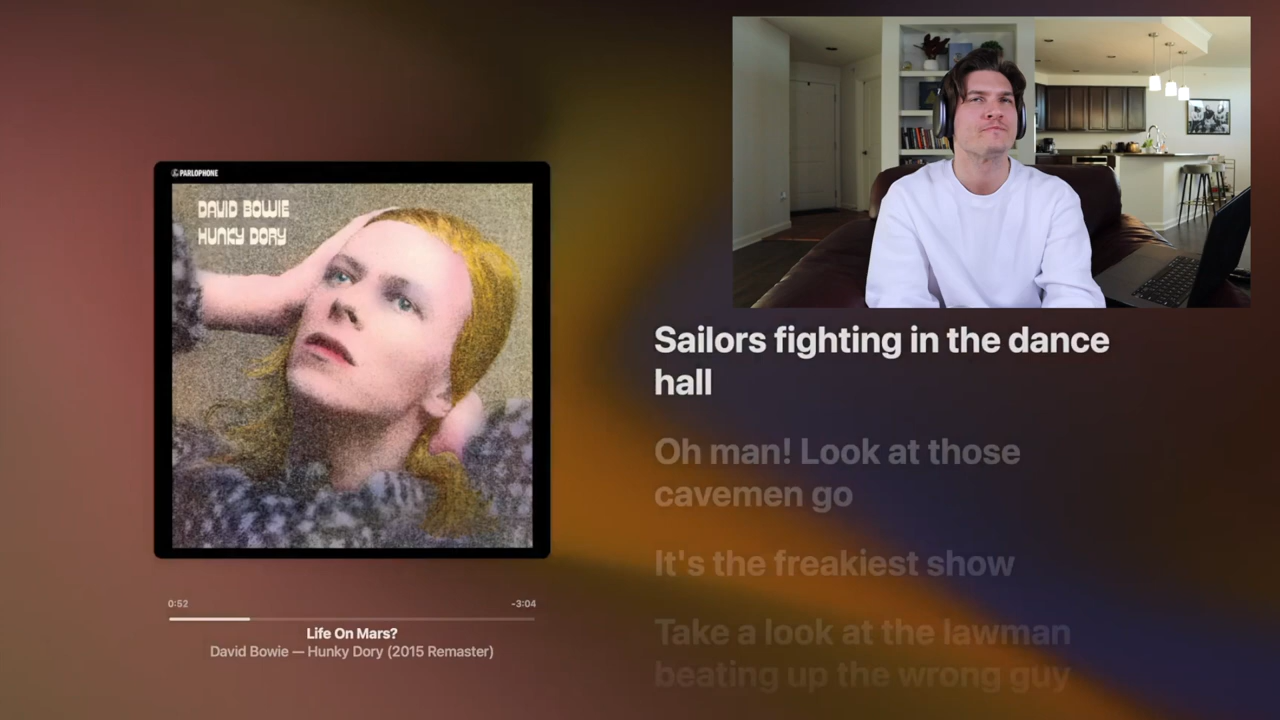 PARLOPHONE
DAVID BOWIE
HUNKY DORY
0:52
-3:04
Life On Mars?
David Bowie — Hunky Dory (2015 Remaster)
Sailors fighting in the dance
hall
Oh man! Look at those
cavemen go
It's the freakiest show
Take a look at the lawman
beating up the wrong guy